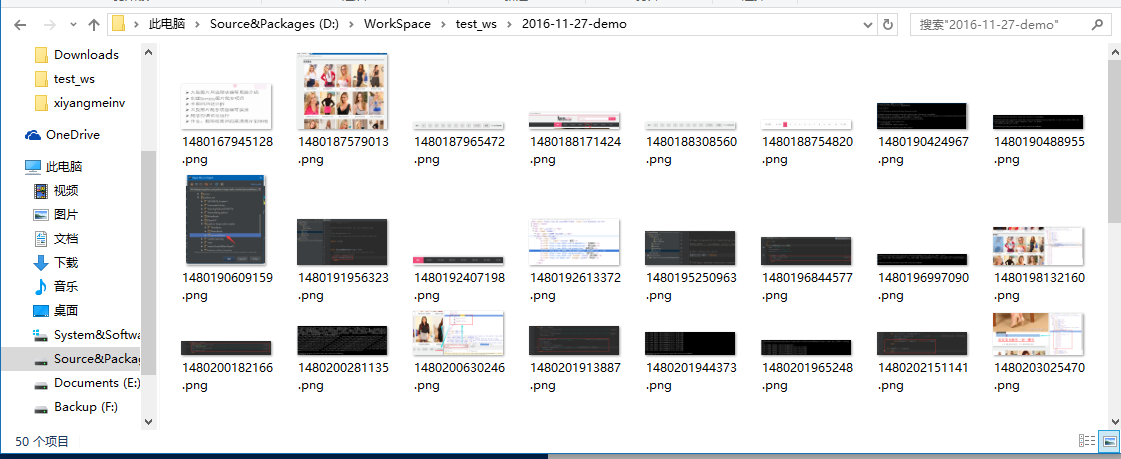 此电脑 › Source&Packages (D:) › WorkSpace › test_ws › 2016-11-27-demo
搜索"2016-11-27-demo"
Downloads
test_ws
xiyangmeinv
OneDrive
此电脑
视频
图片
文档
下载
音乐
桌面
System&Softwa
Source&Packag
Documents (E:)
Backup (F:)
1480167945128.png
1480187579013.png
1480187965472.png
1480188171424.png
1480188308560.png
1480188754820.png
1480190424967.png
1480190488955.png
1480190609159.png
1480191956323.png
1480192407198.png
1480192613372.png
1480195250963.png
1480196844577.png
1480196997090.png
1480198132160.png
1480200182166.png
1480200281135.png
1480200630246.png
1480201913887.png
1480201944373.png
1480201965248.png
1480202151141.png
1480203025470.png
50 个项目